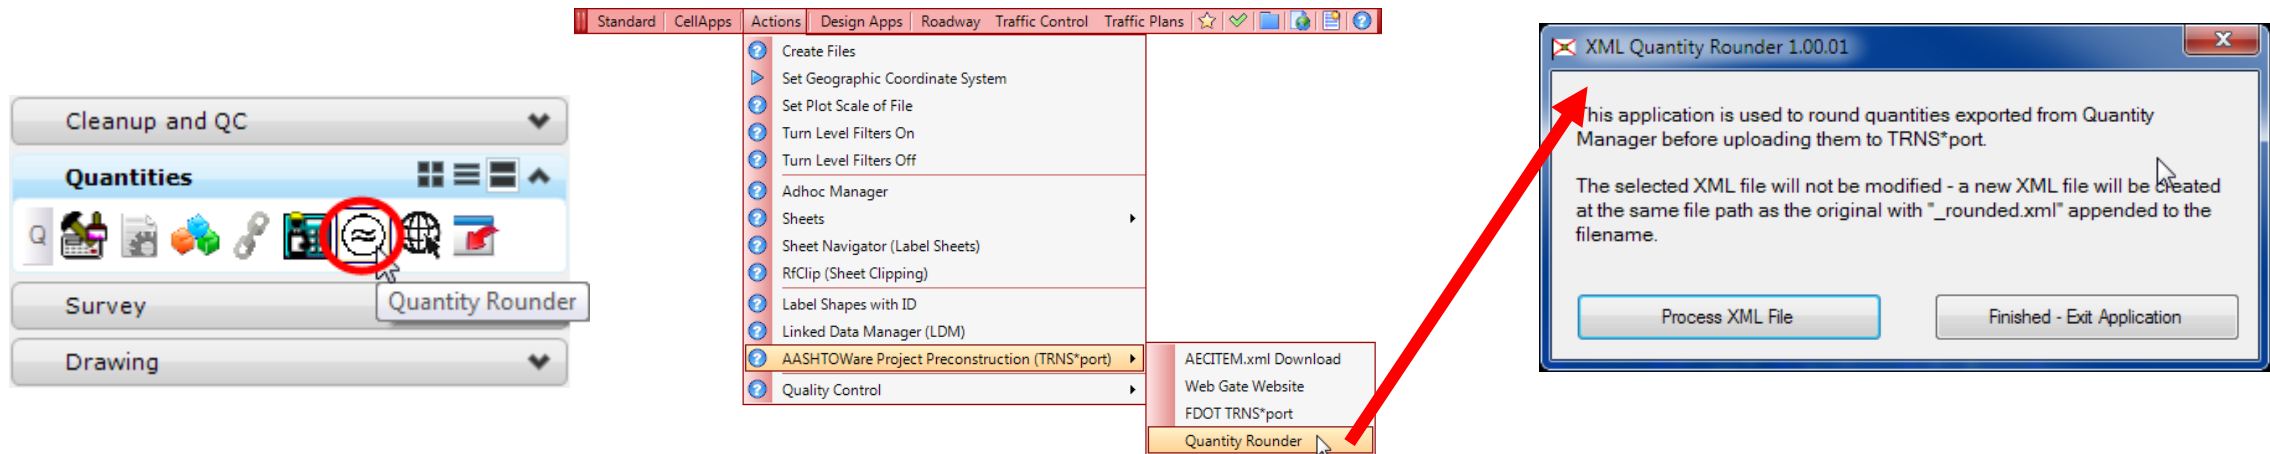 Cleanup and QC
Quantities
Q
Quantity Rounder
Survey
Drawing
Standard CellApps Actions Design Apps Roadway Traffic Control Traffic Plans
Create Files
Set Geographic Coordinate System
Set Plot Scale of File
Turn Level Filters On
Turn Level Filters Off
Adhoc Manager
Sheets
Sheet Navigator (Label Sheets)
RfClip (Sheet Clipping)
Label Shapes with ID
Linked Data Manager (LDM)
AASHTOWare Project Preconstruction (TRNS*port)
Quality Control
AECITEM.xml Download
Web Gate Website
FDOT TRNS*port
Quantity Rounder
XML Quantity Rounder 1.00.01
This application is used to round quantities exported from Quantity
Manager before uploading them to TRNS*port.
The selected XML file will not be modified - a new XML file will be created
at the same file path as the original with "_rounded.xml" appended to the
filename.
Process XML File
Finished - Exit Application